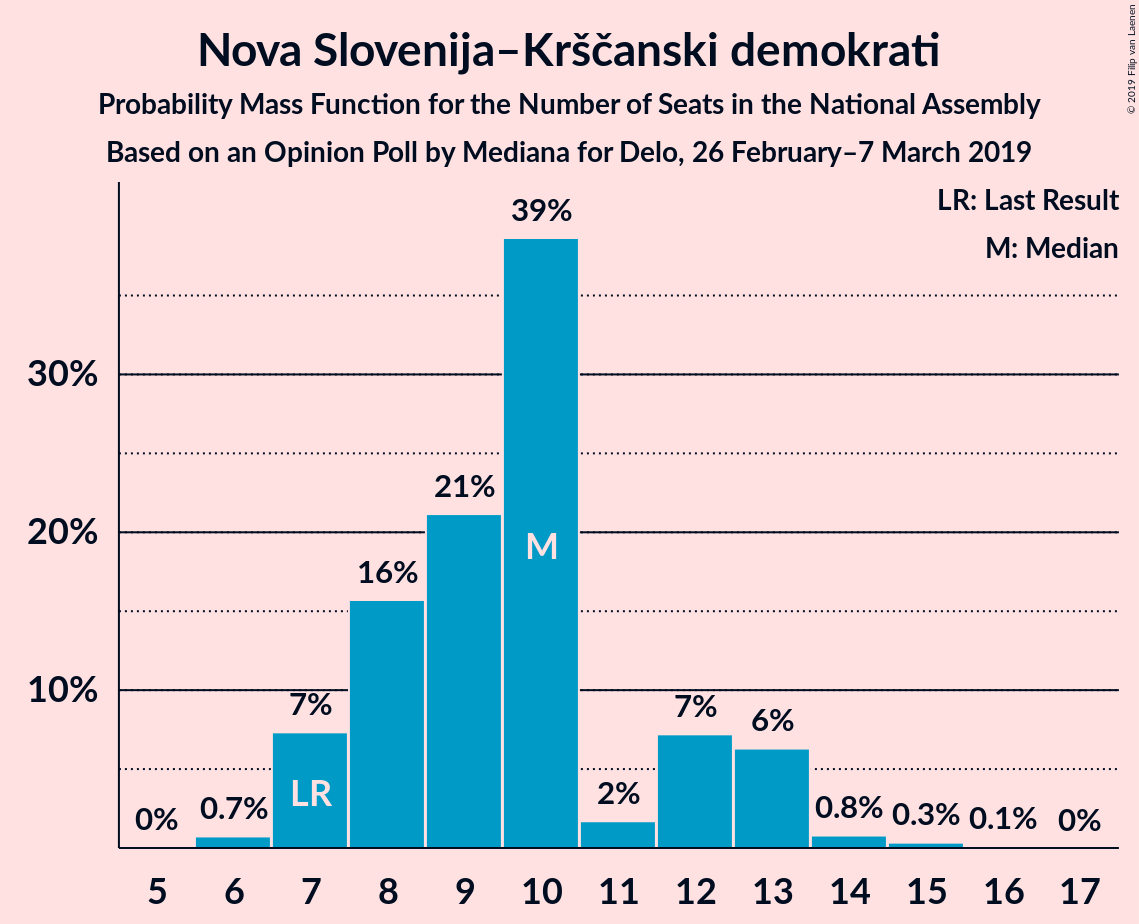 Nova Slovenija–Krščanski demokrati
Probability Mass Function for the Number of Seats in the National Assembly
Based on an Opinion Poll by Mediana for Delo, 26 February–7 March 2019
© 2019 Filip van Laenen
LR: Last Result
M: Median
39%
30%
21%
20%
M
16%
10%
7%
7%
6%
LR
2%
0%
0.7%
0.8%
0.3%
0.1%
0%
5 6 7 8 9 10 11 12 13 14 15 16 17